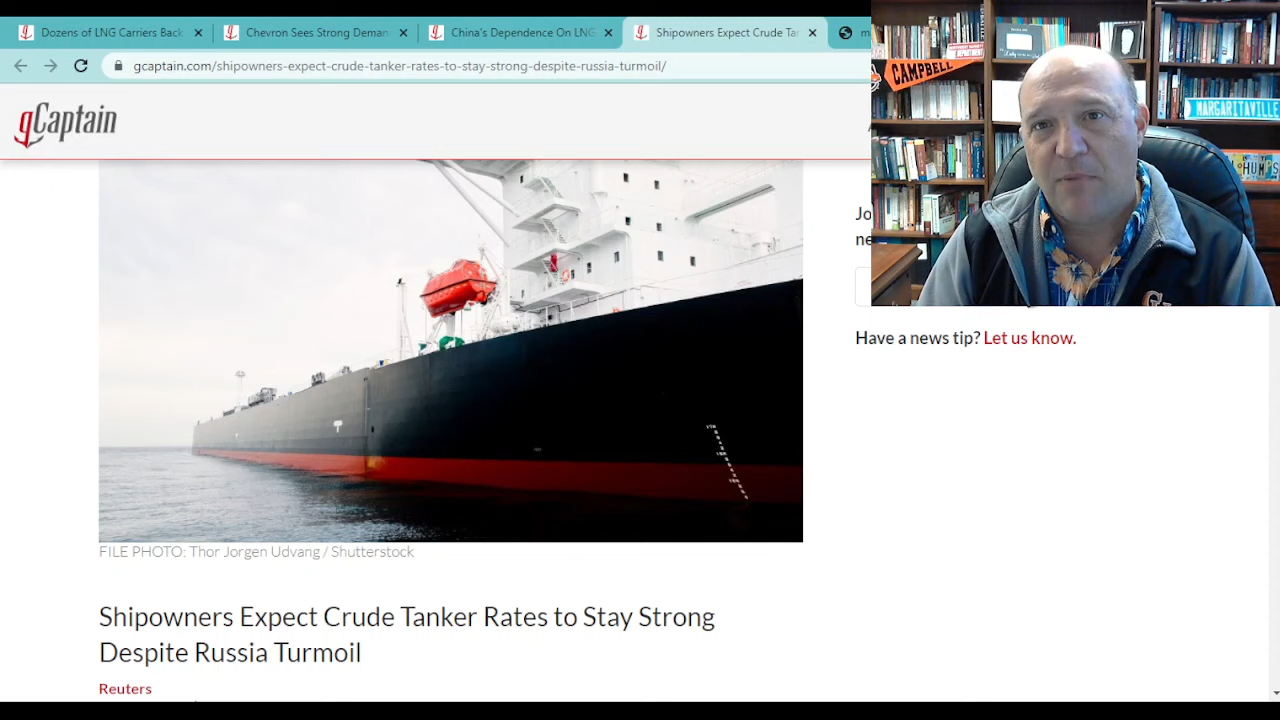 Dozens of LNG Carriers Back
Chevron Sees Strong Deman
China's Dependence On LNG
Shipowners Expect Crude Ta
m
gcaptain.com/shipowners-expect-crude-tanker-rates-to-stay-strong-despite-russia-turmoil/
gCaptain
CAMPBELL
MARGARITAVILLE
HUMPS
Jo
ne
Have a news tip? Let us know.
FILE PHOTO: Thor Jorgen Udvang / Shutterstock
Shipowners Expect Crude Tanker Rates to Stay Strong
Despite Russia Turmoil
Reuters